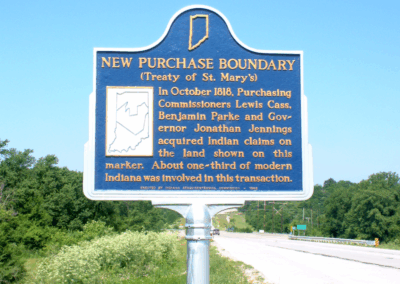 NEW PURCHASE BOUNDARY
(Treaty of St. Mary's)
In October 1818, Purchasing
Commissioners Lewis Cass,
Benjamin Parke and Gov-
ernor Jonathan Jennings
acquired Indian claims on
the land shown on this
marker. About one-third of modern
Indiana was involved in this transaction.